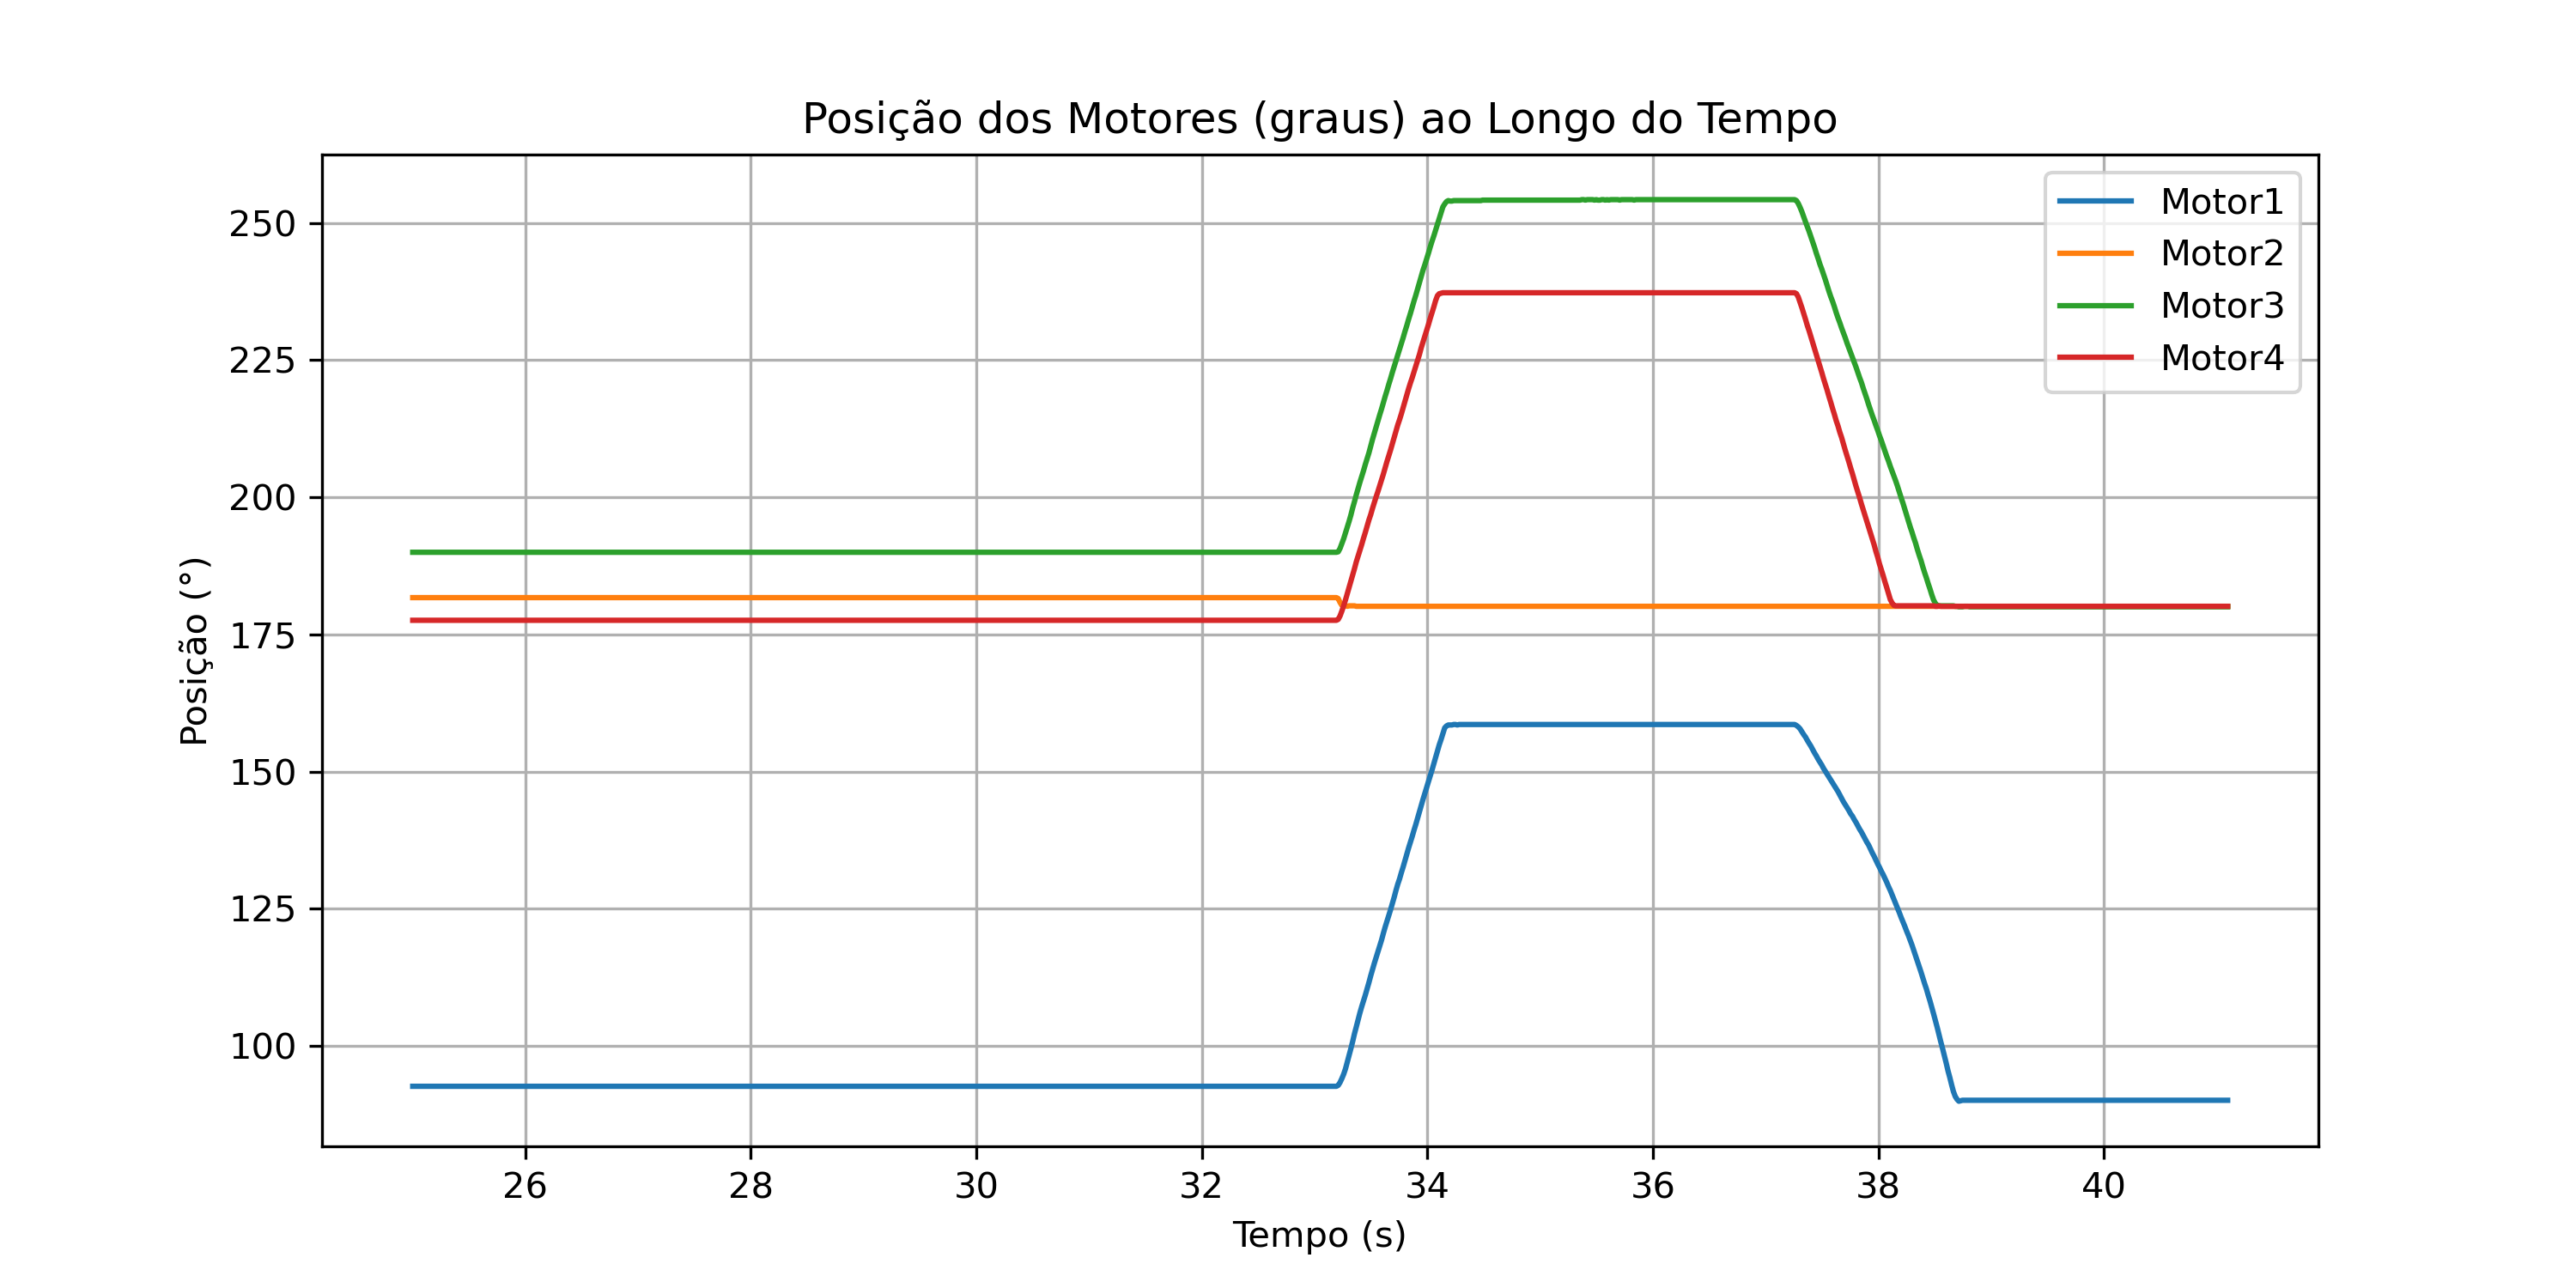 Posição dos Motores (graus) ao Longo do Tempo
Motor1
Motor2
Motor3
Motor4
250
225
200
175
150
125
100
Posição (°)
26 28 30 32 34 36 38 40
Tempo (s)